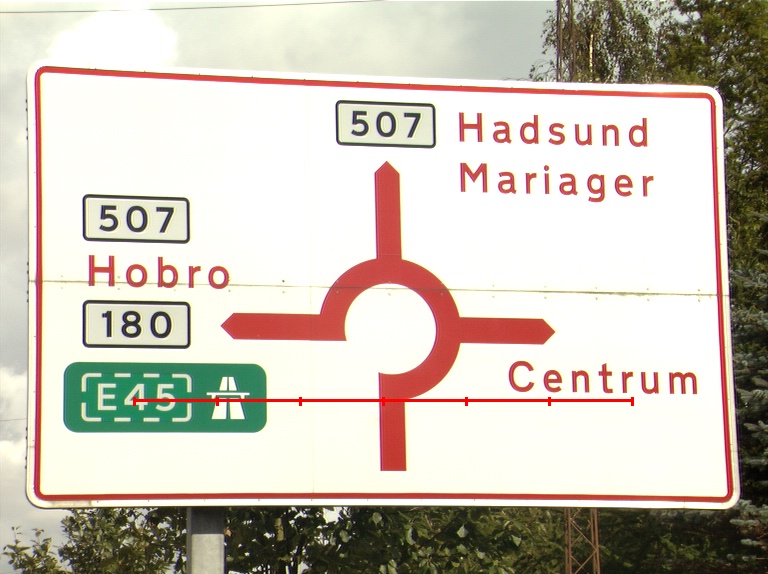 507 Hadsund
Mariager
507
Hobro
180
E45
Centrum